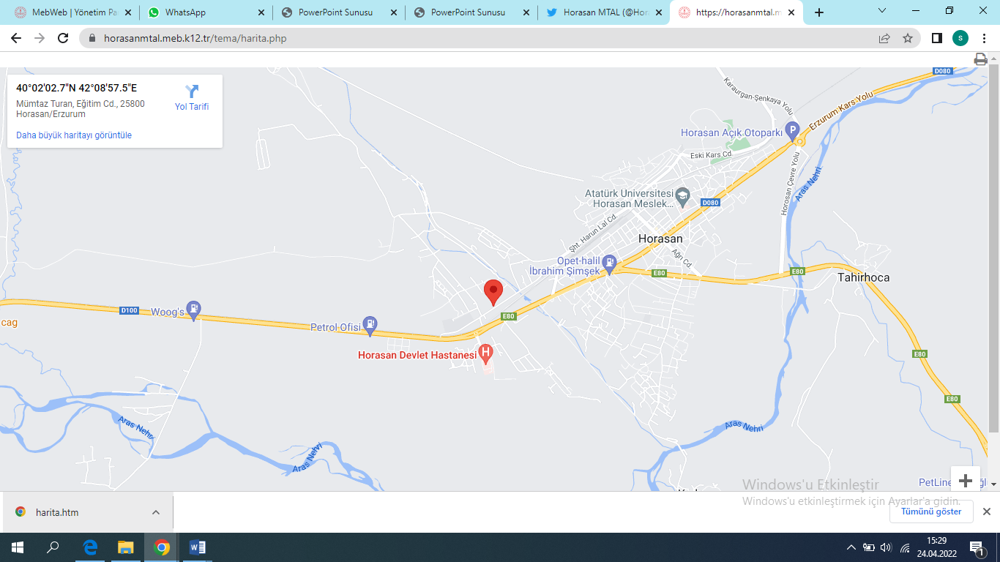 MebWeb | Yönetim Pa
WhatsApp
PowerPoint Sunusu
PowerPoint Sunusu
Horasan MTAL (@Hor
https://horasanmtal.m
horasanmtal.meb.k12.tr/tema/harita.php
s
40°02'02.7"N 42°08'57.5"E
Mümtaz Turan, Eğitim Cd., 25800
Horasan/Erzurum
Yol Tarifi
Daha büyük haritayı görüntüle
D080
Karaurgan-Şenkaya Yolu
Erzurum Kars Yolu
Horasan Açık Otoparkı
P
Eski Kars Cd
Horasan Çevre Yolu
Aras Nehri
Atatürk Üniversitesi
Horasan Meslek...
D080
Şht. Harun Lal Cd.
Horasan
Ağrı Cd.
Opet-halil
İbrahim Şimşek
E80
E80
Tahirhoca
cag
D100
Woog's
Petrol Ofisi
E80
Horasan Devlet Hastanesi
H
E80
E80
Aras Nehri
Aras Nehri
Aras Nehri
PetLine
Windows'u Etkinleştir
Windows'u etkinleştirmek için Ayarlar'a gidin.
harita.htm
Tümünü göster
15:29
24.04.2022
1